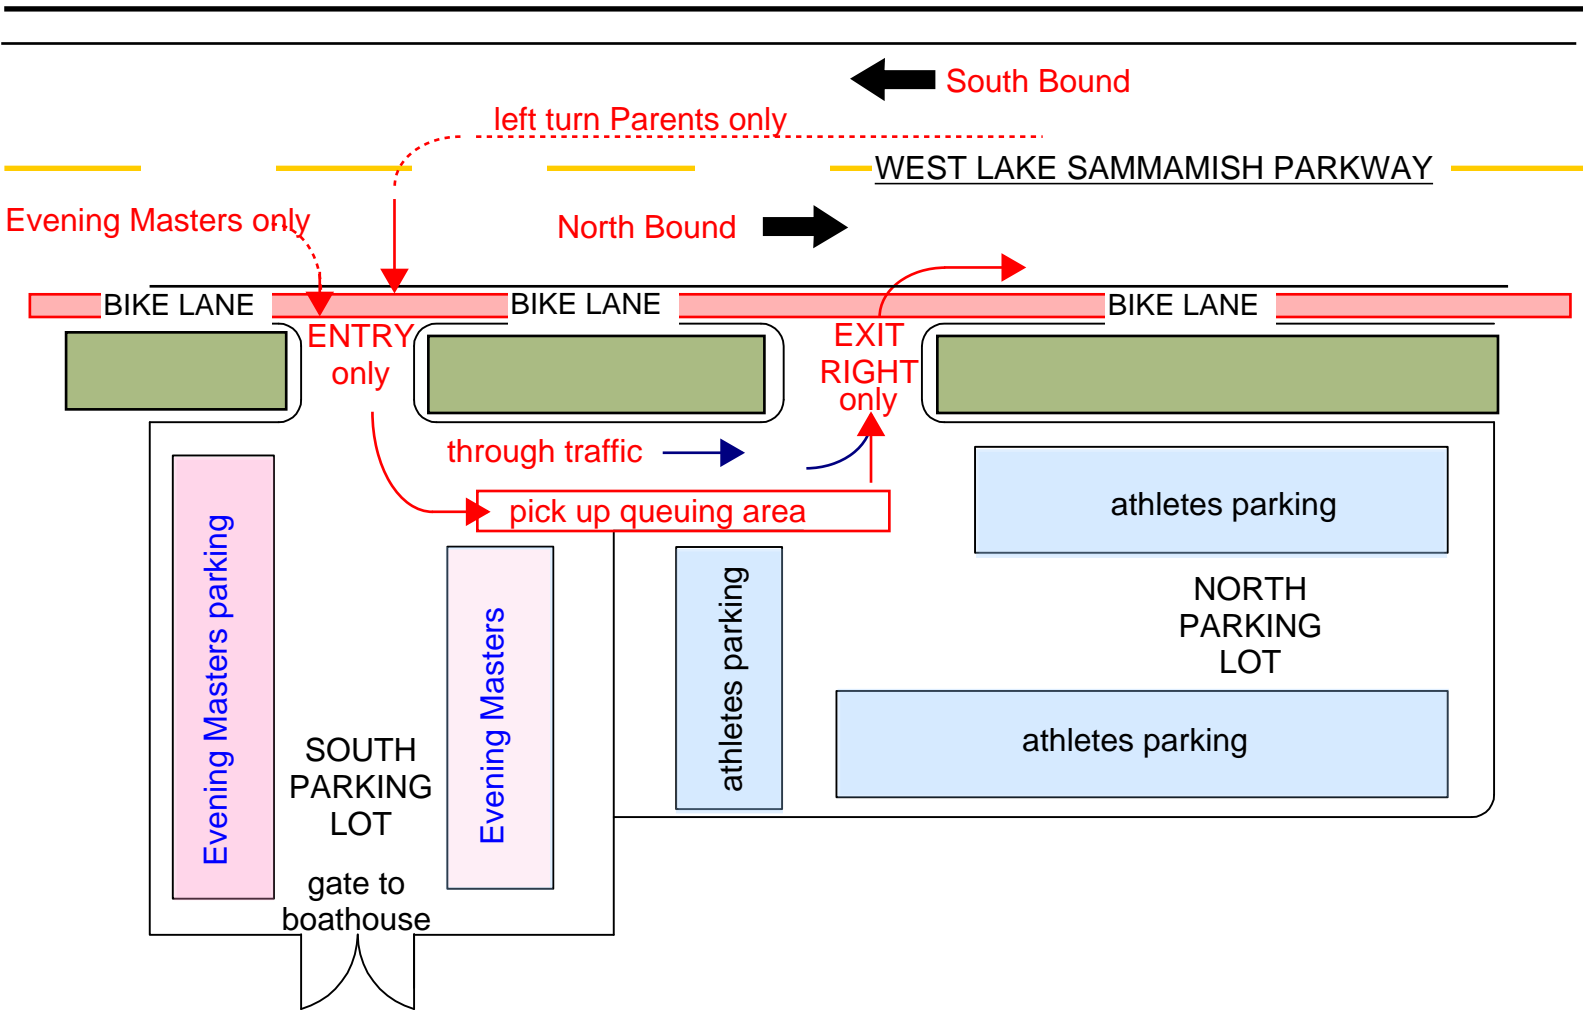 South Bound
left turn Parents only
WEST LAKE SAMMAMISH PARKWAY
Evening Masters only
North Bound
BIKE LANE
BIKE LANE
BIKE LANE
ENTRY
only
EXIT
RIGHT
only
through traffic
pick up queuing area
athletes parking
Evening Masters parking
Evening Masters
athletes parking
NORTH
PARKING
LOT
athletes parking
SOUTH
PARKING
LOT
gate to
boathouse